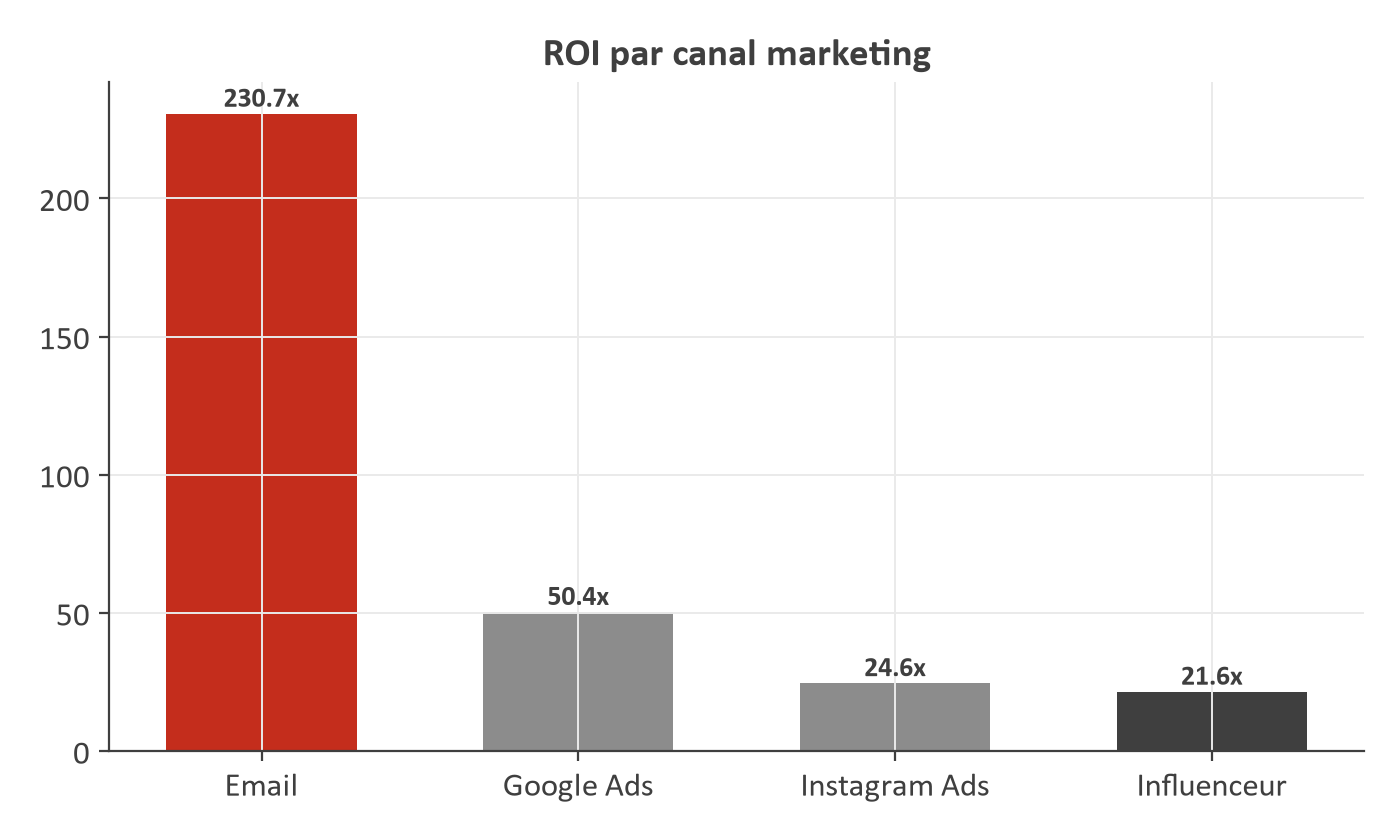 ROI par canal marketing
230.7x
200
150
100
50.4x
50
24.6x
21.6x
0
Email Google Ads Instagram Ads Influenceur